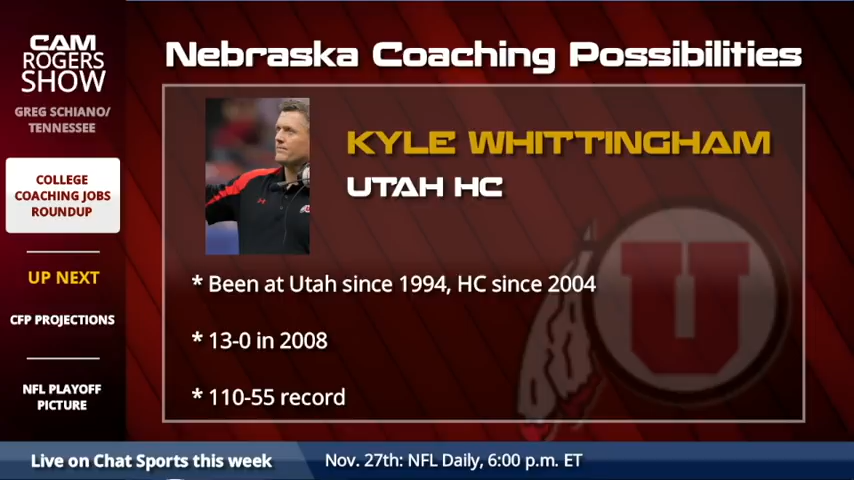 CAM
ROGERS
SHOW
GREG SCHIANO/
TENNESSEE
COLLEGE
COACHING JOBS
ROUNDUP
UP NEXT
CFP PROJECTIONS
NFL PLAYOFF
PICTURE
Nebraska Coaching Possibilities
KYLE WHITTINGHAM
UTAH HC
* Been at Utah since 1994, HC since 2004
* 13-0 in 2008
* 110-55 record
U
Live on Chat Sports this week
Nov. 27th: NFL Daily, 6:00 p.m. ET